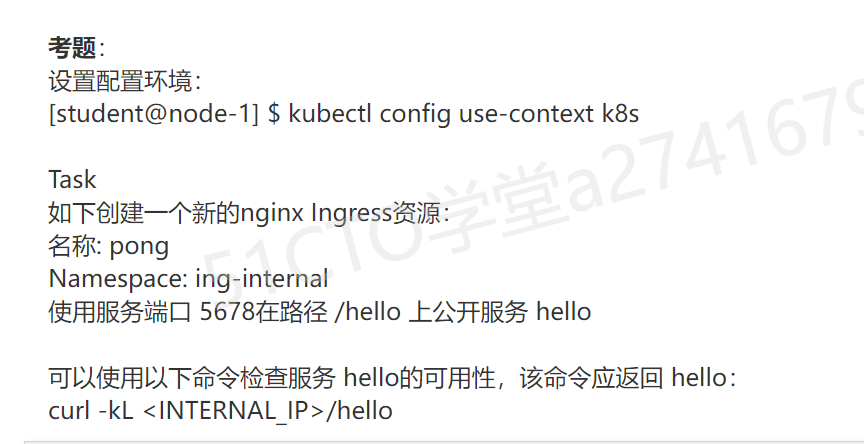 考题：
设置配置环境：
[student@node-1] $ kubectl config use-context k8s
Task
如下创建一个新的nginx Ingress资源：
名称: pong
Namespace: ing-internal
使用服务端口 5678在路径 /hello 上公开服务 hello
可以使用以下命令检查服务 hello的可用性，该命令应返回 hello：
curl -kL <INTERNAL_IP>/hello
51CTO学堂a2741679